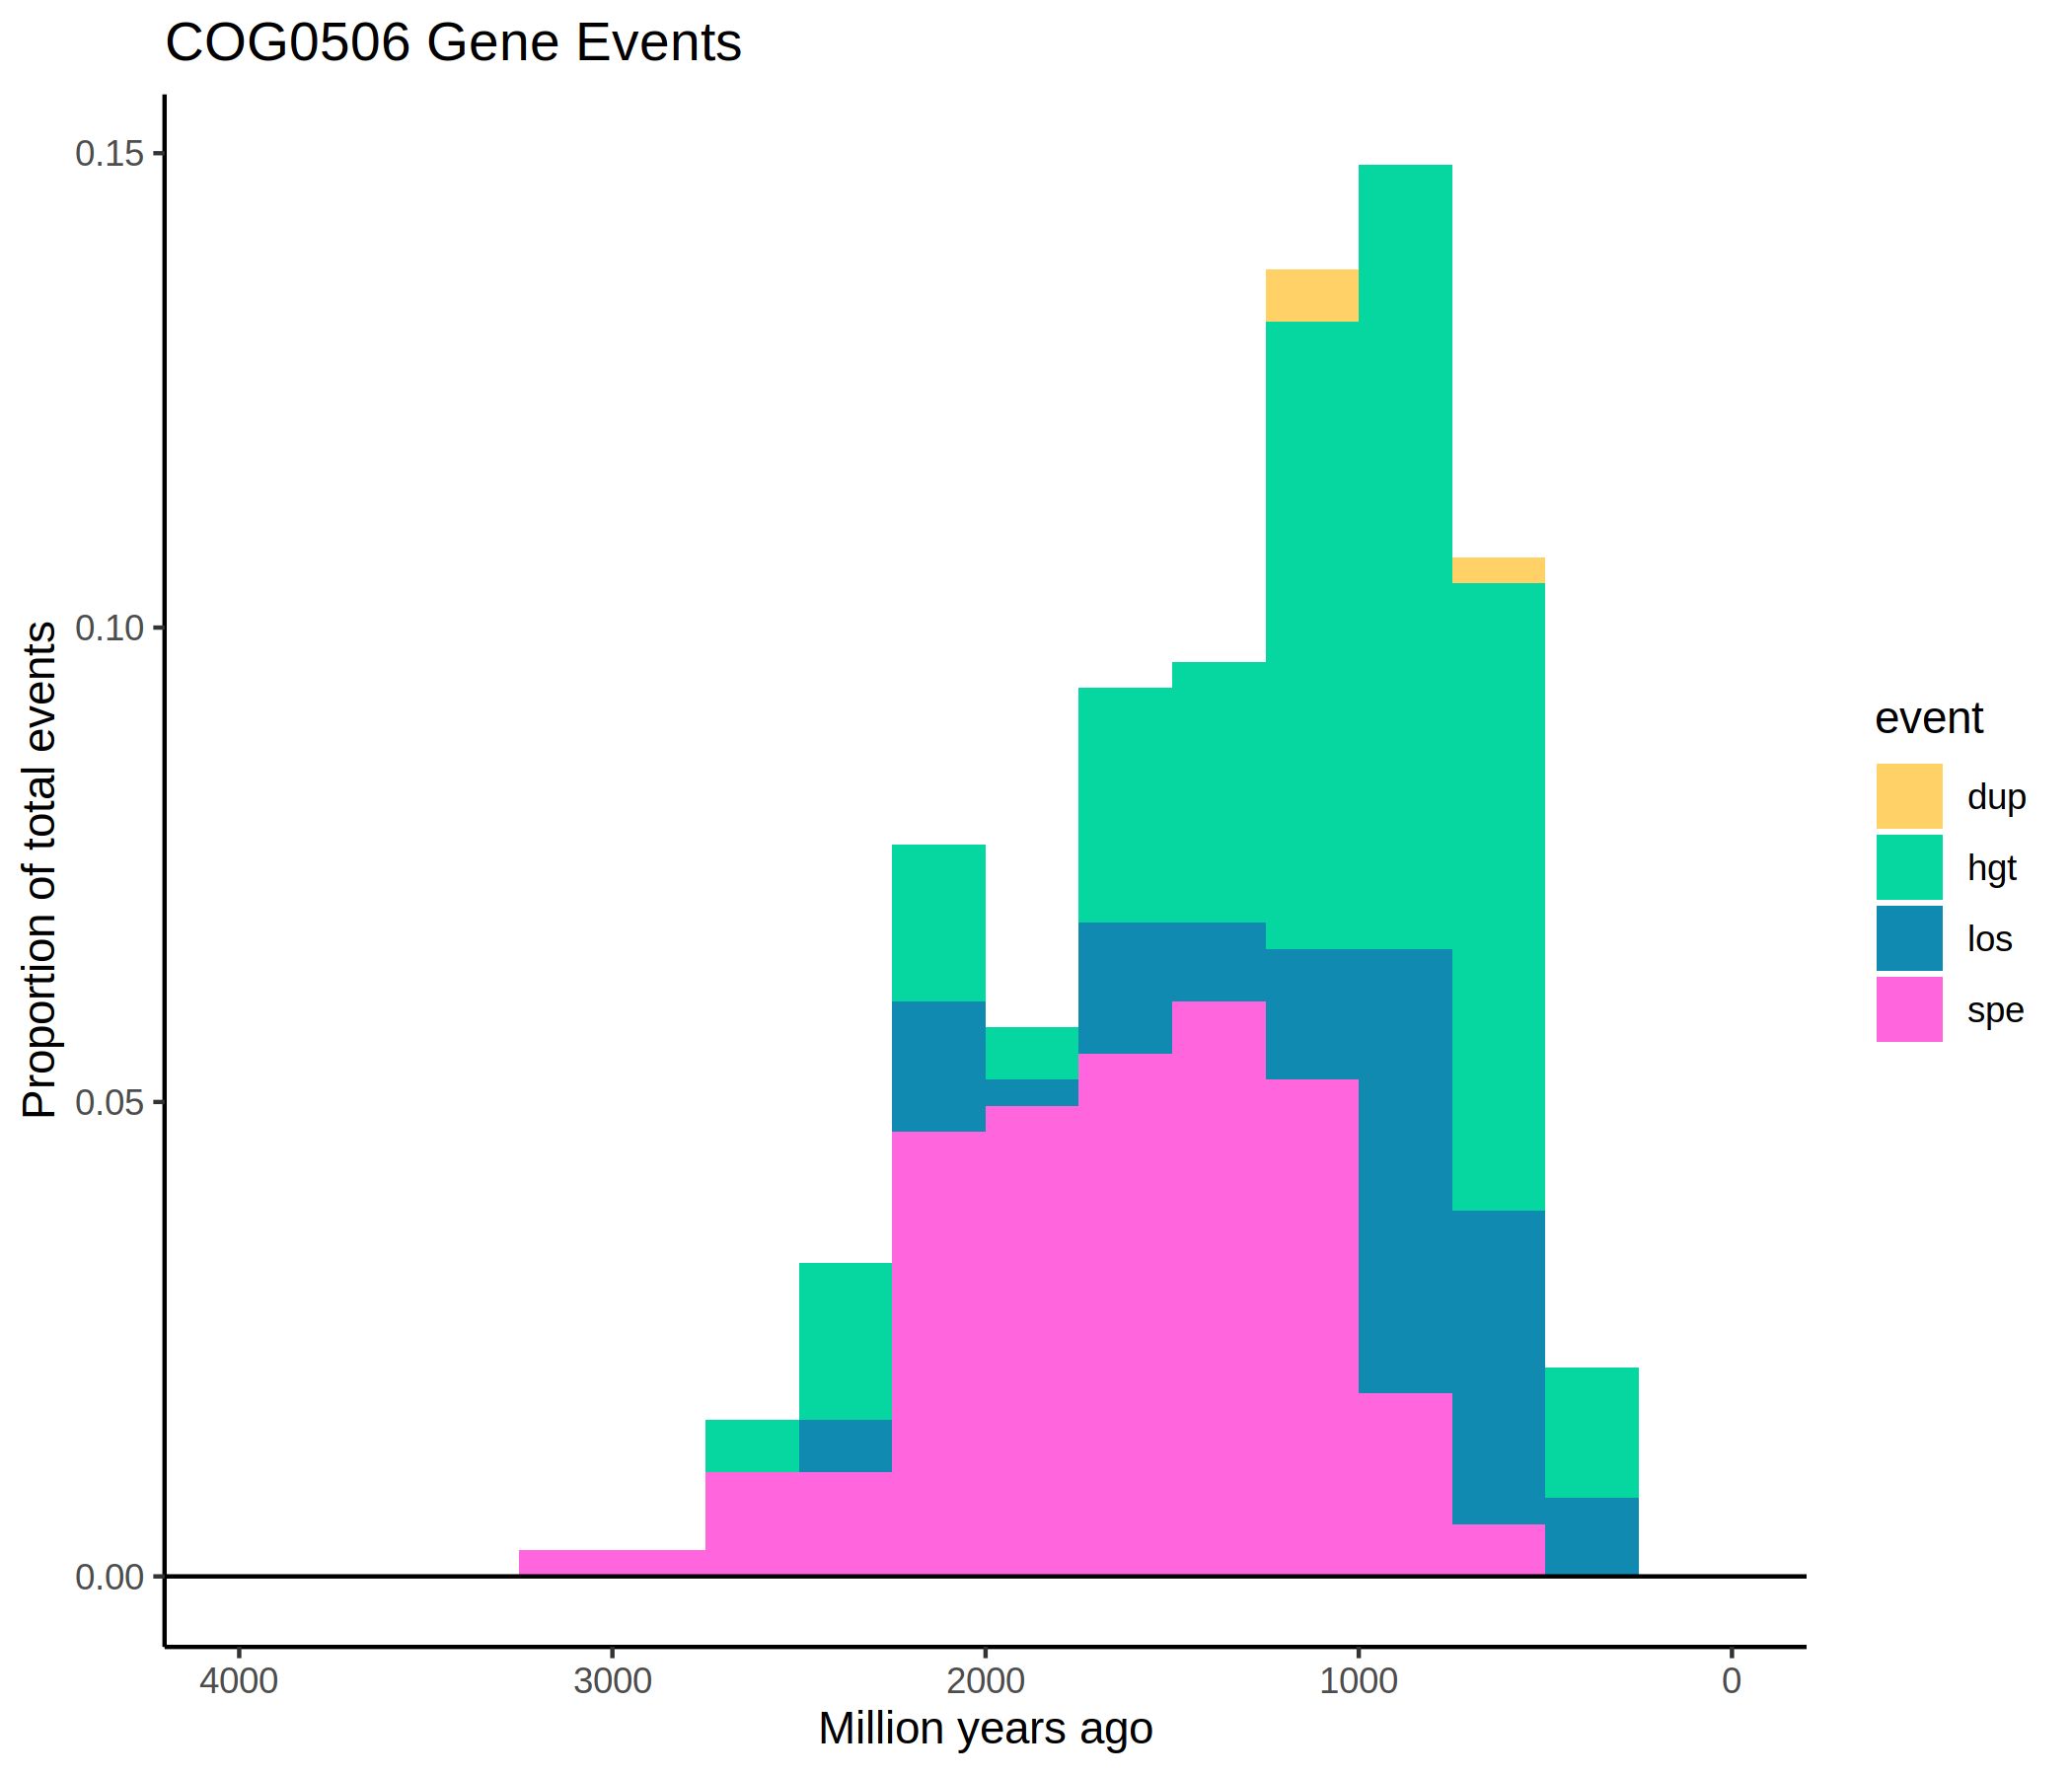 COG0506 Gene Events
0.15
0.10
0.05
0.00
Proportion of total events
4000 3000 2000 1000 0
Million years ago
event
dup
hgt
los
spe